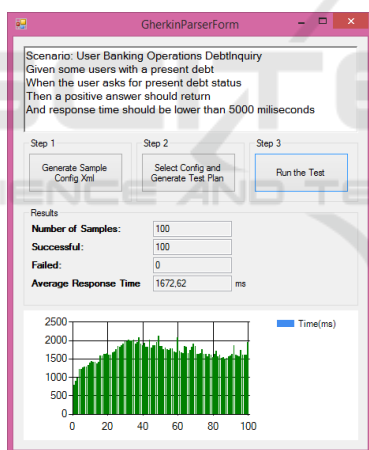 GherkinParserForm
Scenario: User Banking Operations DebtInquiry
Given some users with a present debt
When the user asks for present debt status
Then a positive answer should return
And response time should be lower than 5000 miliseconds
Step 1
Step 2
Step 3
Generate Sample
Config Xml
Select Config and
Generate Test Plan
Run the Test
Results
Number of Samples: 100
Successful: 100
Failed: 0
Average Response Time 1672,62 ms
2500
2000
1500
1000
500
0
0 20 40 60 80 100
Time(ms)
IENCE AND TE